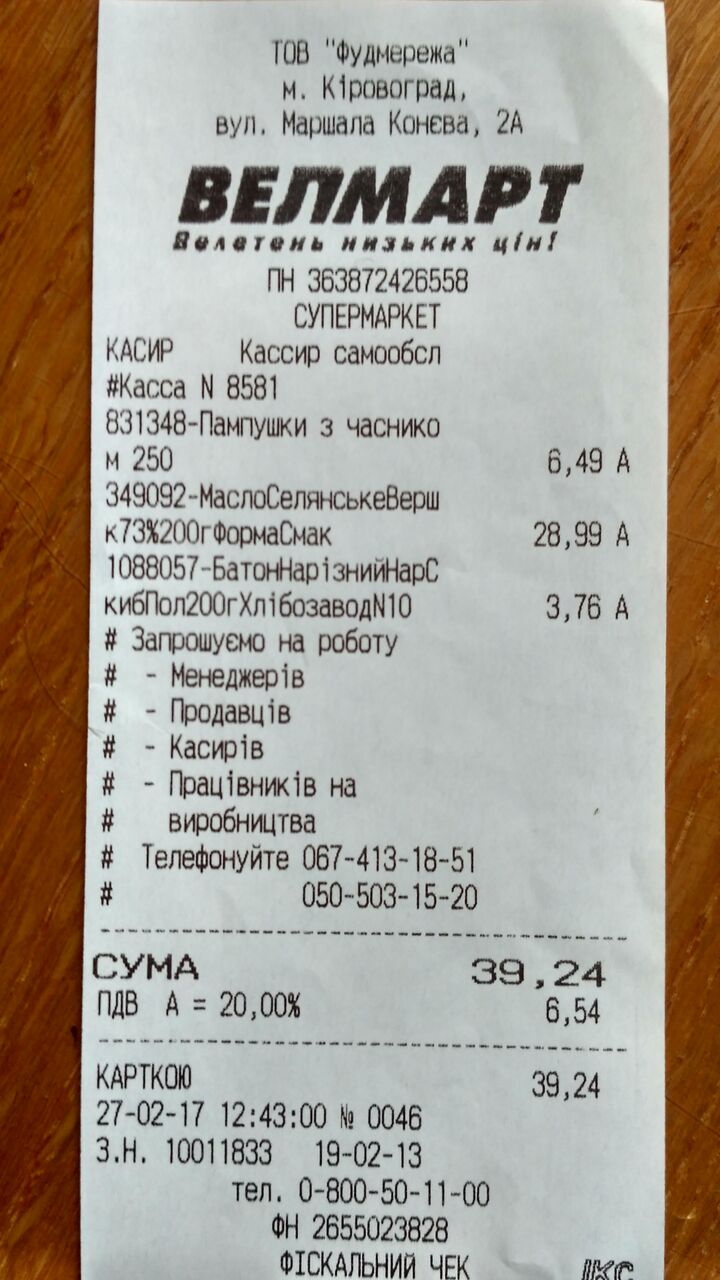 ТОВ "Фудмережа"
м. Кіровоград,
вул. Маршала Конєва, 2А
ВЕЛМАРТ
Велетень низьких цін!
ПН 363872426558
СУПЕРМАРКЕТ
КАСИР Кассир самообсл
#Касса N 8581
831348-Пампушки з часнико
м 250 6,49 А
349092-МаслоСелянськеВерш
к73%200гФормаСмак 28,99 А
1088057-БатонНарізнийНарС
кибПол200гХлібозаводN10 3,76 А
# Запрошуємо на роботу
# - Менеджерів
# - Продавців
# - Касирів
# - Працівників на
# виробництва
# Телефонуйте 067-413-18-51
# 050-503-15-20
СУМА 39,24
ПДВ А = 20,00% 6,54
КАРТКОЮ 39,24
27-02-17 12:43:00 № 0046
З.Н. 10011833 19-02-13
тел. 0-800-50-11-00
ФН 2655023828
ФІСКАЛЬНИЙ ЧЕК ІКС